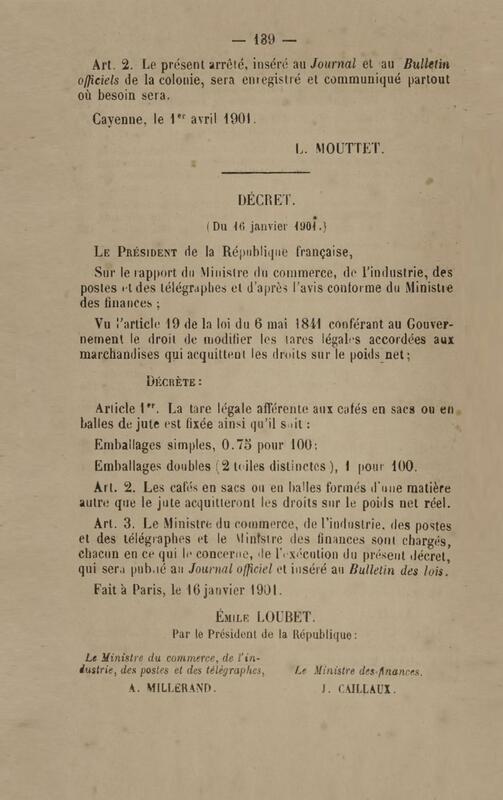 — 189 —
Art. 2. Le présent arrêté, inséré au Journal et au Bulletin
officiels de la colonie, sera enregistré et communiqué partout
où besoin sera.
Cayenne, le 1er avril 1901.
L. MOUTTET.
DÉCRET.
(Du 16 janvier 1901.)
LE PRÉSIDENT de la République française,
Sur le rapport du Ministre du commerce, de l'industrie, des
postes et des télégraphes et d'après l'avis conforme du Ministre
des finances ;
Vu l'article 19 de la loi du 6 mai 1841 conférant au Gouver-
nement le droit de modifier les tares légales accordées aux
marchandises qui acquittent les droits sur le poids net ;
DÉCRÈTE :
Article 1er. La tare légale afférente aux cafés en sacs ou en
balles de jute est fixée ainsi qu'il suit :
Emballages simples, 0.75 pour 100;
Emballages doubles (2 toiles distinctes), 1 pour 100.
Art. 2. Les cafés en sacs ou en balles formés d'une matière
autre que le jute acquitteront les droits sur le poids net réel.
Art. 3. Le Ministre du commerce, de l'industrie, des postes
et des télégraphes et le Ministre des finances sont chargés,
chacun en ce qui le concerne, de l'exécution du présent décret,
qui sera publié au Journal officiel et inséré au Bulletin des lois.
Fait à Paris, le 16 janvier 1901.
ÉMILE LOUBET.
Par le Président de la République :
Le Ministre du commerce, de l'in-
dustrie, des postes et des télégraphes,
A. MILLERAND.
Le Ministre des finances.
J. CAILLAUX.